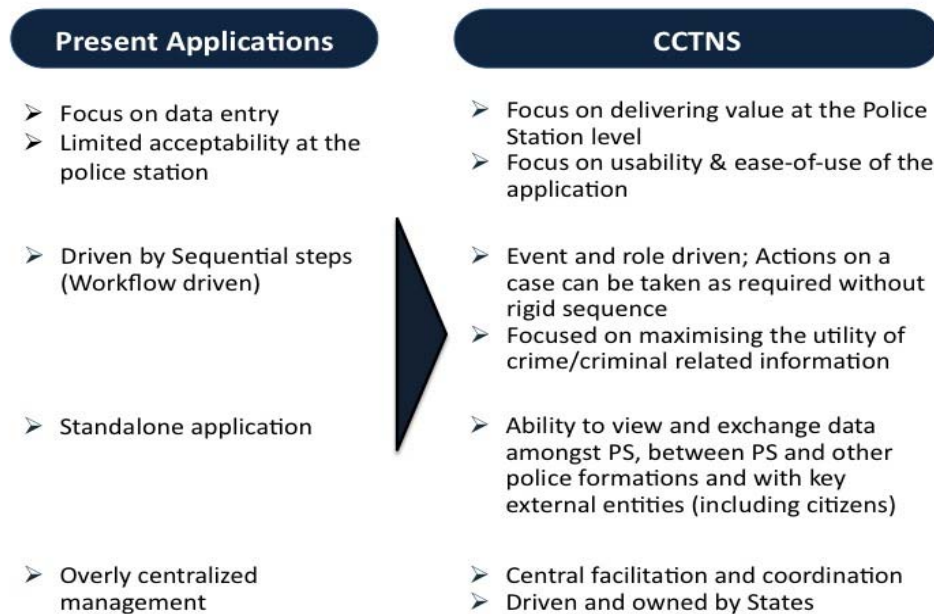 Present Applications
CCTNS
➢ Focus on data entry
➢ Limited acceptability at the
police station
➢ Focus on delivering value at the Police
Station level
➢ Focus on usability & ease-of-use of the
application
➢ Driven by Sequential steps
(Workflow driven)
➢ Event and role driven; Actions on a
case can be taken as required without
rigid sequence
➢ Focused on maximising the utility of
crime/criminal related information
➢ Standalone application
➢ Ability to view and exchange data
amongst PS, between PS and other
police formations and with key
external entities (including citizens)
➢ Overly centralized
management
➢ Central facilitation and coordination
➢ Driven and owned by States